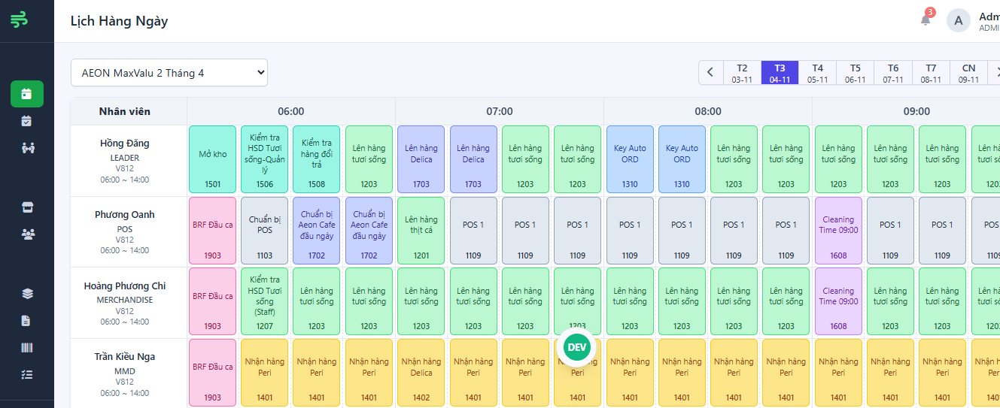 Lịch Hàng Ngày
3
A
Adm
ADMI
AEON MaxValu 2 Tháng 4
T2 T3 T4 T5 T6 T7 CN
03-11 04-11 05-11 06-11 07-11 08-11 09-11
Nhân viên 06:00 07:00 08:00 09:00
Hồng Đăng
LEADER
V812
06:00 ~ 14:00
Mở kho
1501
Kiểm tra
HSD Tươi
sống-Quản
lý
1506
Kiểm tra
hàng đổi
trả
1508
Lên hàng
tươi sống
1203
Lên hàng
Delica
1703
Lên hàng
Delica
1703
Lên hàng
tươi sống
1203
Lên hàng
tươi sống
1203
Key Auto
ORD
1310
Key Auto
ORD
1310
Lên hàng
tươi sống
1203
Lên hàng
tươi sống
1203
Lên hàng
tươi sống
1203
Lên hàng
tươi sống
1203
Lên hàng
tươi sống
1203
Lên h
tươi s
120
Phương Oanh
POS
V812
06:00 ~ 14:00
BRF Đầu ca
1903
Chuẩn bị
POS
1103
Chuẩn bị
Aeon Cafe
đầu ngày
1702
Chuẩn bị
Aeon Cafe
đầu ngày
1702
Lên hàng
thịt cá
1201
POS 1
1109
POS 1
1109
POS 1
1109
POS 1
1109
POS 1
1109
POS 1
1109
POS 1
1109
Cleaning
Time 09:00
1608
POS 1
1109
POS 1
1109
POS
110
Hoàng Phương Chi
MERCHANDISE
V812
06:00 ~ 14:00
BRF Đầu ca
1903
Kiểm tra
HSD Tươi
sống
(Staff)
1207
Lên hàng
tươi sống
1203
Lên hàng
tươi sống
1203
Lên hàng
tươi sống
1203
Lên hàng
tươi sống
1203
Lên hàng
tươi sống
1203
Lên hàng
tươi sống
1203
Lên hàng
tươi sống
1203
Lên hàng
tươi sống
1203
Lên hàng
tươi sống
1203
Lên hàng
tươi sống
1203
Cleaning
Time 09:00
1608
Lên hàng
tươi sống
1203
Lên hàng
tươi sống
1203
Lên h
tươi s
120
Trần Kiều Nga
MMD
V812
06:00 ~ 14:00
BRF Đầu ca
1903
Nhận hàng
Peri
1401
Nhận hàng
Peri
1401
Nhận hàng
Peri
1401
Nhận hàng
Delica
1402
Nhận hàng
Peri
1401
Nhận hàng
Peri
1401
DEV
Nhận hàng
Peri
1401
Nhận hàng
Peri
1401
Nhận hàng
Peri
1401
Nhận hàng
Peri
1401
Nhận hàng
Peri
1401
Nhận hàng
Peri
1401
Nhận hàng
Peri
1401
Nhận hàng
Peri
1401
Nhận h
Per
140